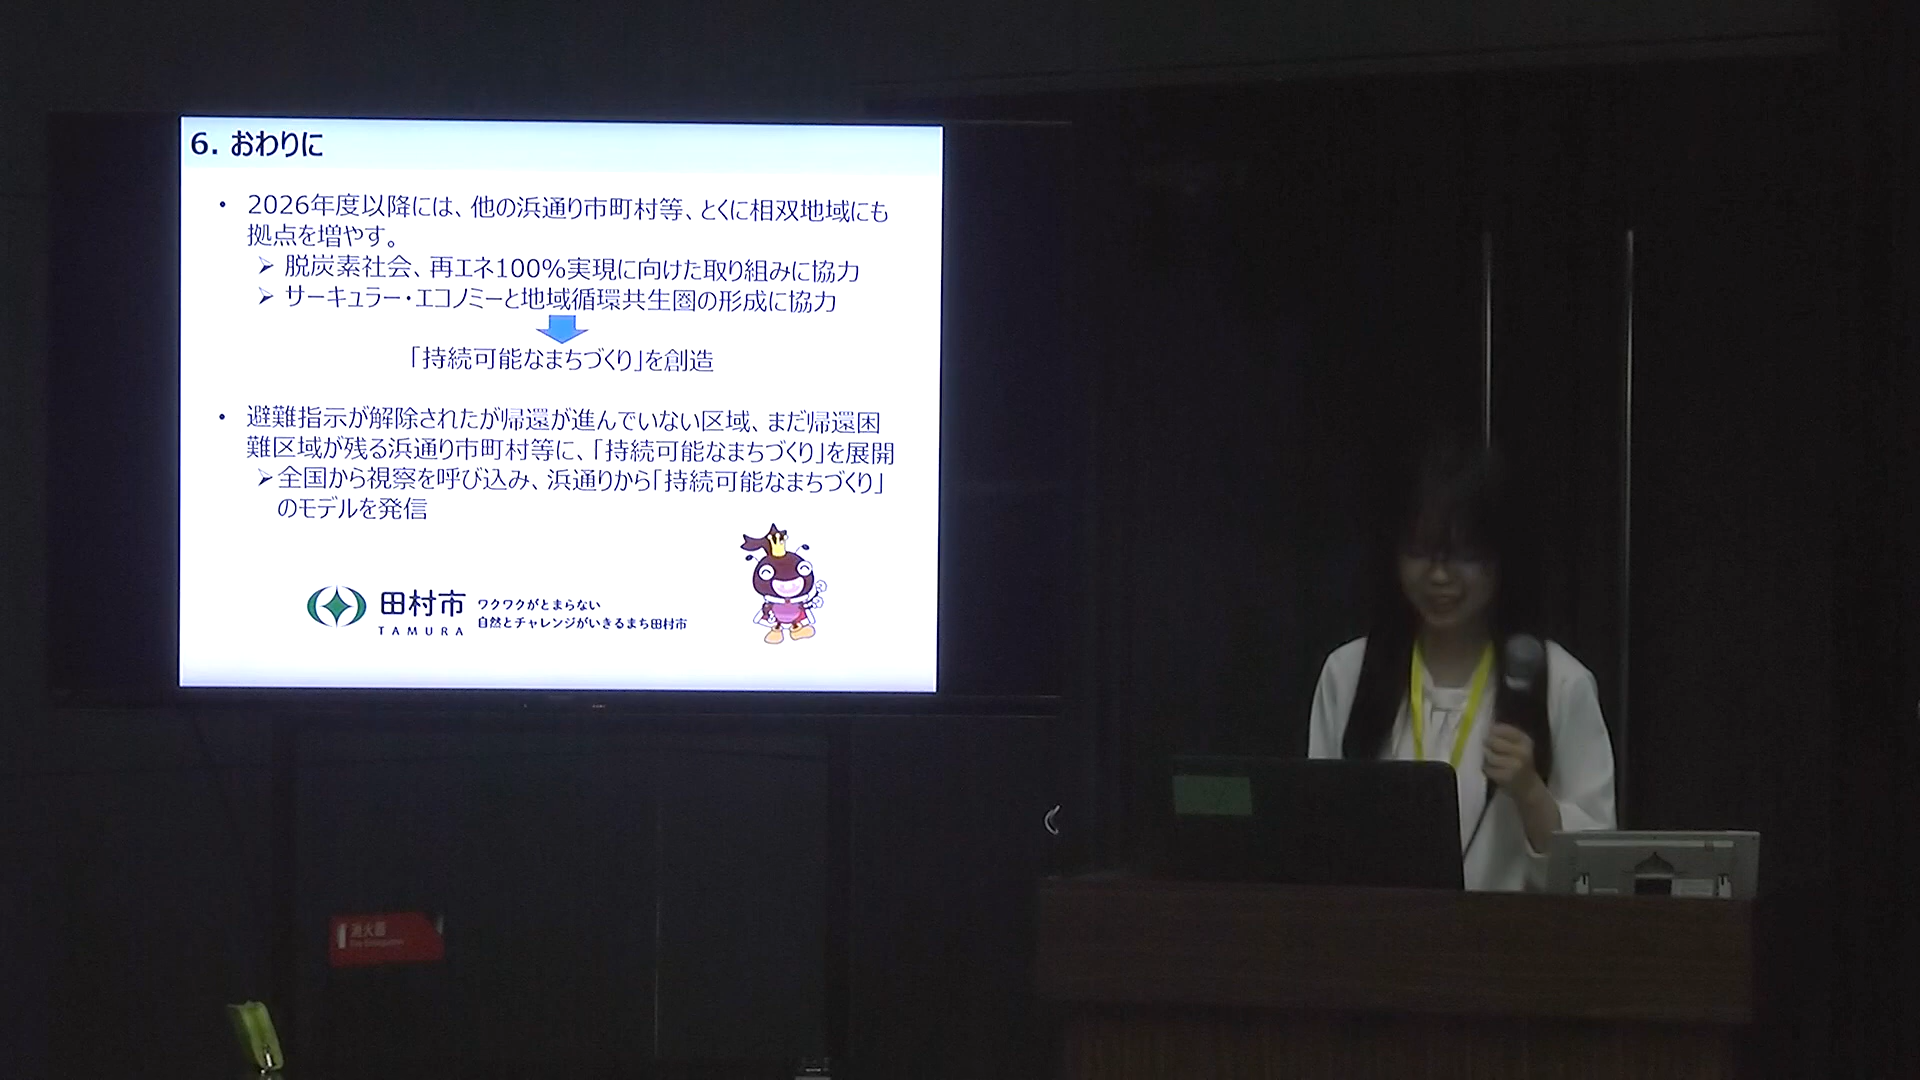 6. おわりに
• 2026年度以降には、他の浜通り市町村等、とくに相双地域にも
拠点を増やす。
➢ 脱炭素社会、再エネ100%実現に向けた取り組みに協力
➢ サーキュラー・エコノミーと地域循環共生圏の形成に協力
「持続可能なまちづくり」を創造
• 避難指示が解除されたが帰還が進んでいない区域、まだ帰還困
難区域が残る浜通り市町村等に、「持続可能なまちづくり」を展開
➢ 全国から視察を呼び込み、浜通りから「持続可能なまちづくり」
のモデルを発信
田村市
TAMURA
ワクワクがとまらない
自然とチャレンジがいきるまち田村市
消火器